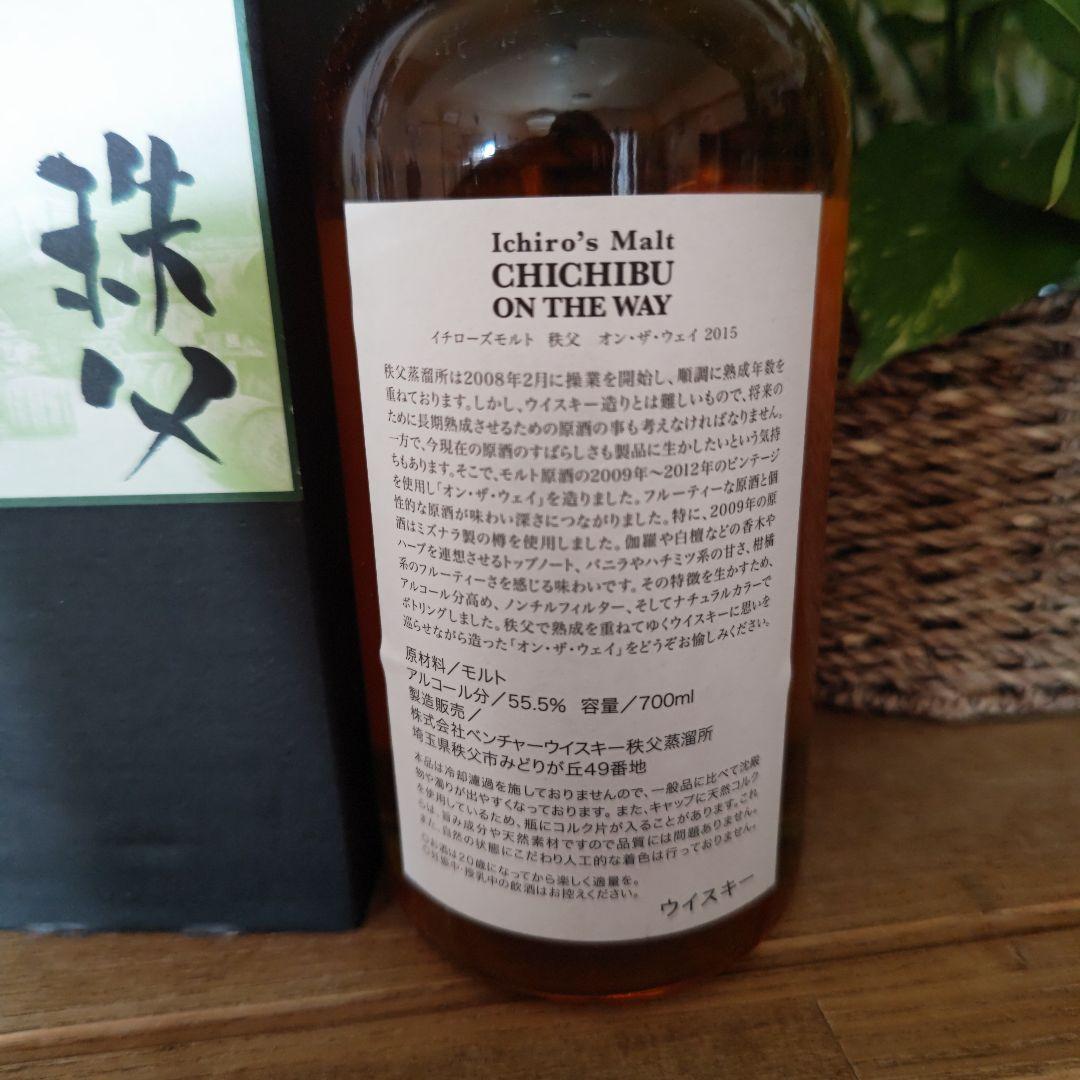 秩父
Ichiro's Malt
CHICHIBU
ON THE WAY
イチローズモルト 秩父 オン・ザ・ウェイ 2015
秩父蒸溜所は2008年2月に操業を開始し、順調に熟成年数を
重ねております。しかし、ウイスキー造りとは難しいもので、将来の
ために長期熟成させるための原酒の事も考えなければなりません。
一方で、今現在の原酒のすばらしさも製品に生かしたいという気持
ちもあります。そこで、モルト原酒の2009年～2012年のビンテージ
を使用し「オン・ザ・ウェイ」を造りました。フルーティーな原酒と個
性的な原酒が味わい深さにつながりました。特に、2009年の原
酒はミズナラ製の樽を使用しました。伽羅や白檀などの香木や
ハーブを連想させるトップノート、バニラやハチミツ系の甘さ、柑橘
系のフルーティーさを感じる味わいです。その特徴を生かすため、
アルコール分高め、ノンチルフィルター、そしてナチュラルカラーで
ボトリングしました。秩父で熟成を重ねてゆくウイスキーに思いを
巡らせながら造った「オン・ザ・ウェイ」をどうぞお愉しみください。
原材料／モルト
アルコール分／55.5% 容量／700ml
製造販売／
株式会社ベンチャーウイスキー秩父蒸溜所
埼玉県秩父市みどりが丘49番地
本品は冷却濾過を施しておりませんので、一般品に比べて沈殿
物や濁りが出やすくなっております。また、キャップに天然コルク
を使用しているため、瓶にコルク片が入ることがあります。これ
らは、旨み成分や天然素材ですので品質には問題ありません。
また、自然の状態にこだわり人工的な着色は行っておりません。
◎お酒は20歳になってから楽しく適量を。
◎妊娠中・授乳中の飲酒はお控えください。
ウイスキー